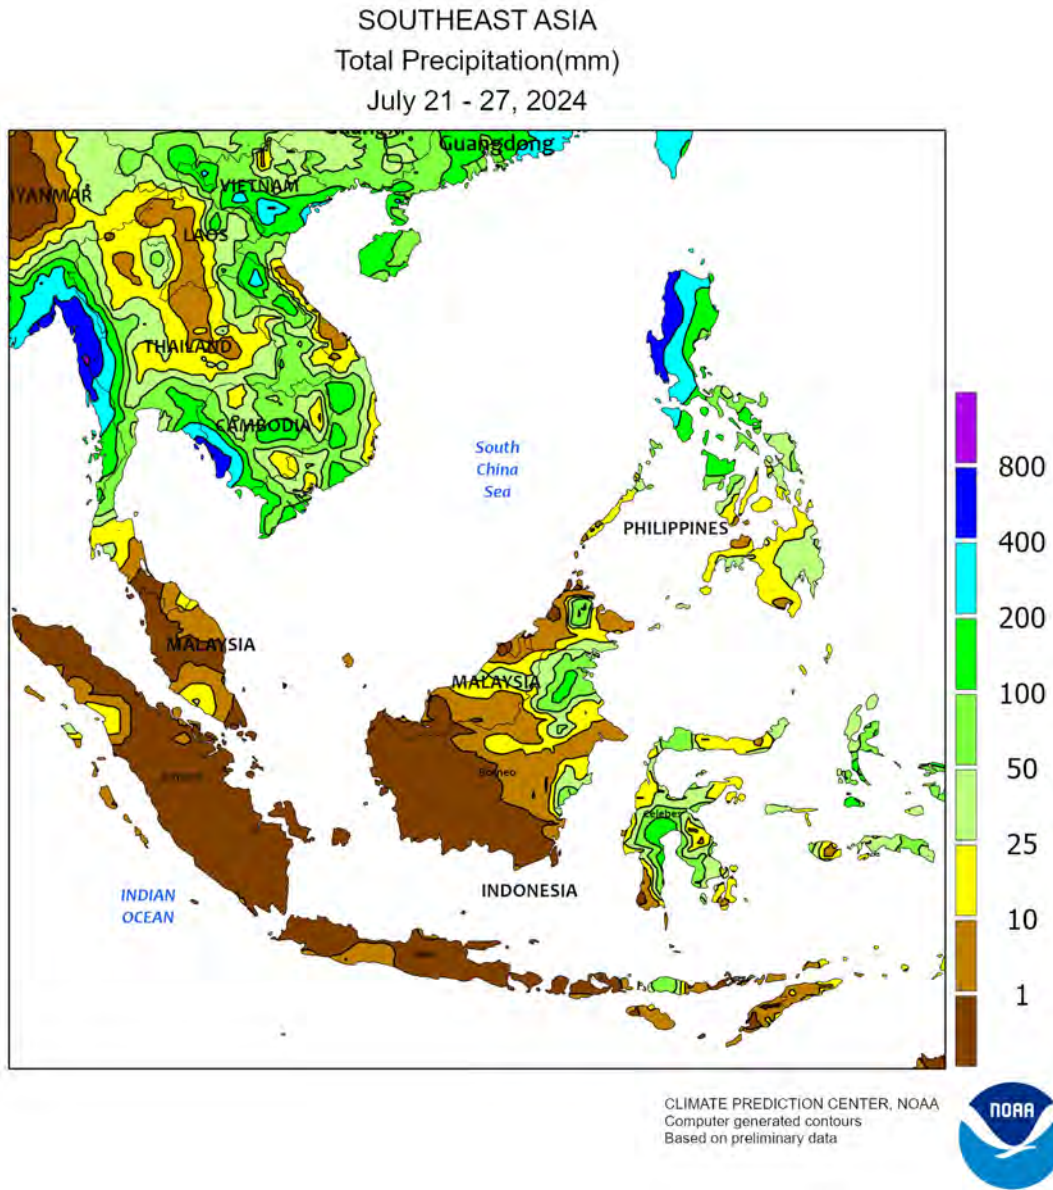 SOUTHEAST ASIA
Total Precipitation(mm)
July 21 - 27, 2024
Guangdong
VIETNAM
LAOS
THAILAND
CAMBODIA
South
China
Sea
PHILIPPINES
MALAYSIA
MALAYSIA
Borneo
Celebes
INDONESIA
INDIAN
OCEAN
800
400
200
100
50
25
10
1
CLIMATE PREDICTION CENTER, NOAA
Computer generated contours
Based on preliminary data
NOAA